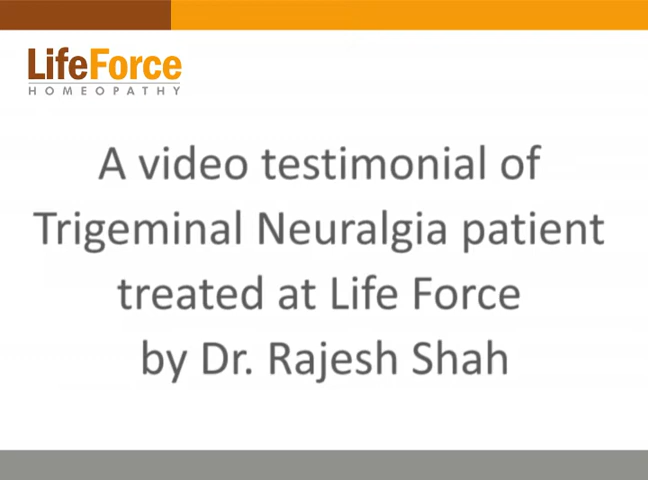 LifeForce
HOMEOPATHY
A video testimonial of
Trigeminal Neuralgia patient
treated at Life Force
by Dr. Rajesh Shah